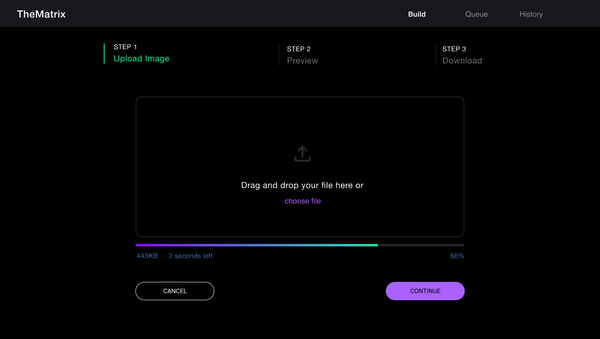 TheMatrix
Build
Queue
History
STEP 1
Upload Image
STEP 2
Preview
STEP 3
Download
Drag and drop your file here or
choose file
449KB
2 seconds left
66%
CANCEL
CONTINUE